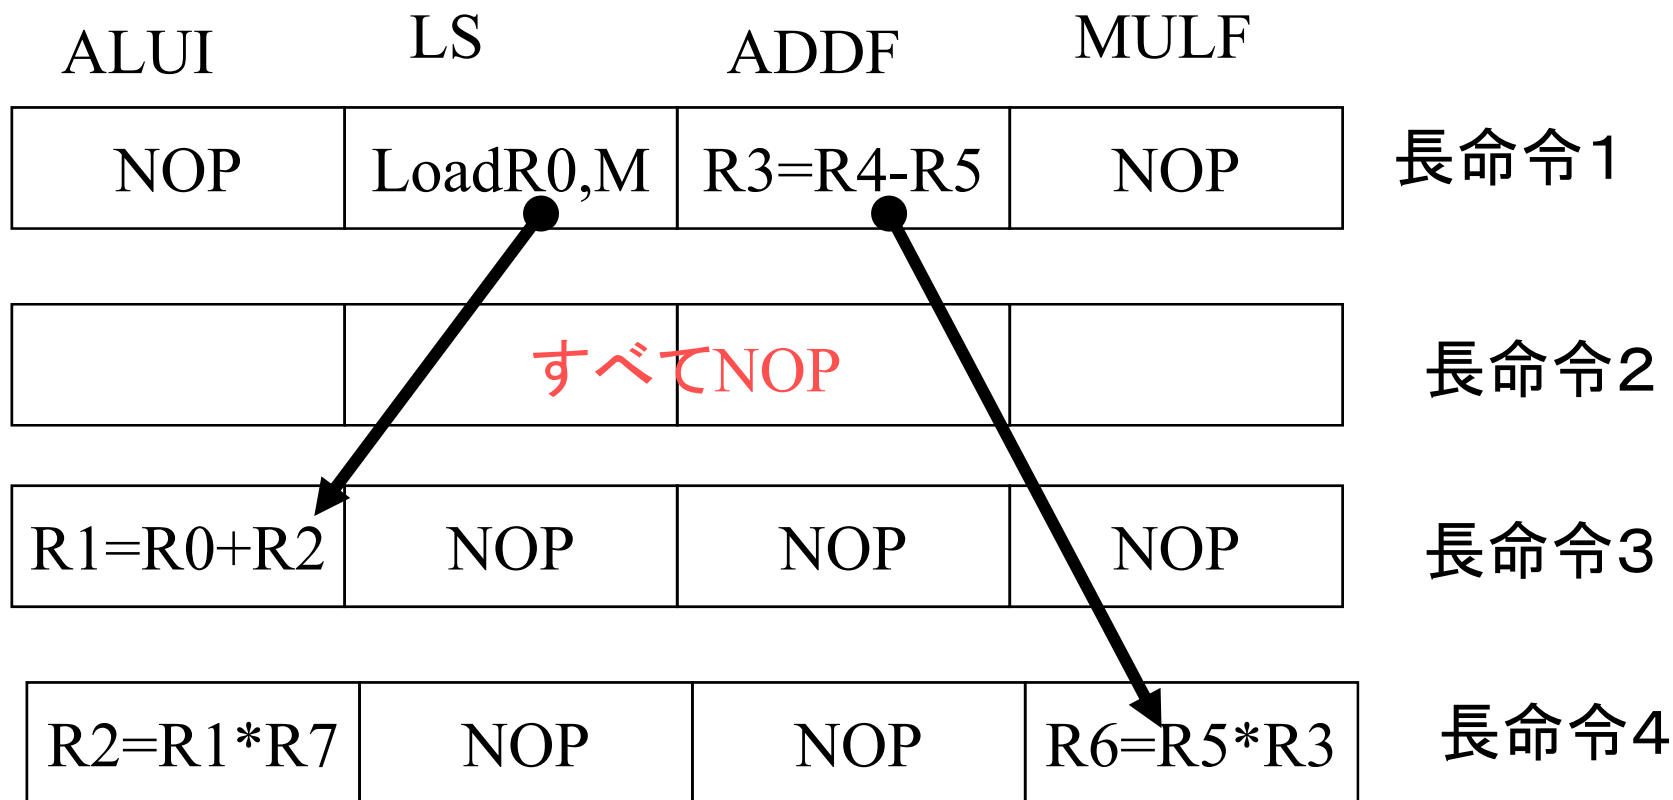 ALUI LS ADDF MULF
NOP LoadR0,M R3=R4-R5 NOP 長命令1
すべてNOP 長命令2
R1=R0+R2 NOP NOP NOP 長命令3
R2=R1*R7 NOP NOP R6=R5*R3 長命令4